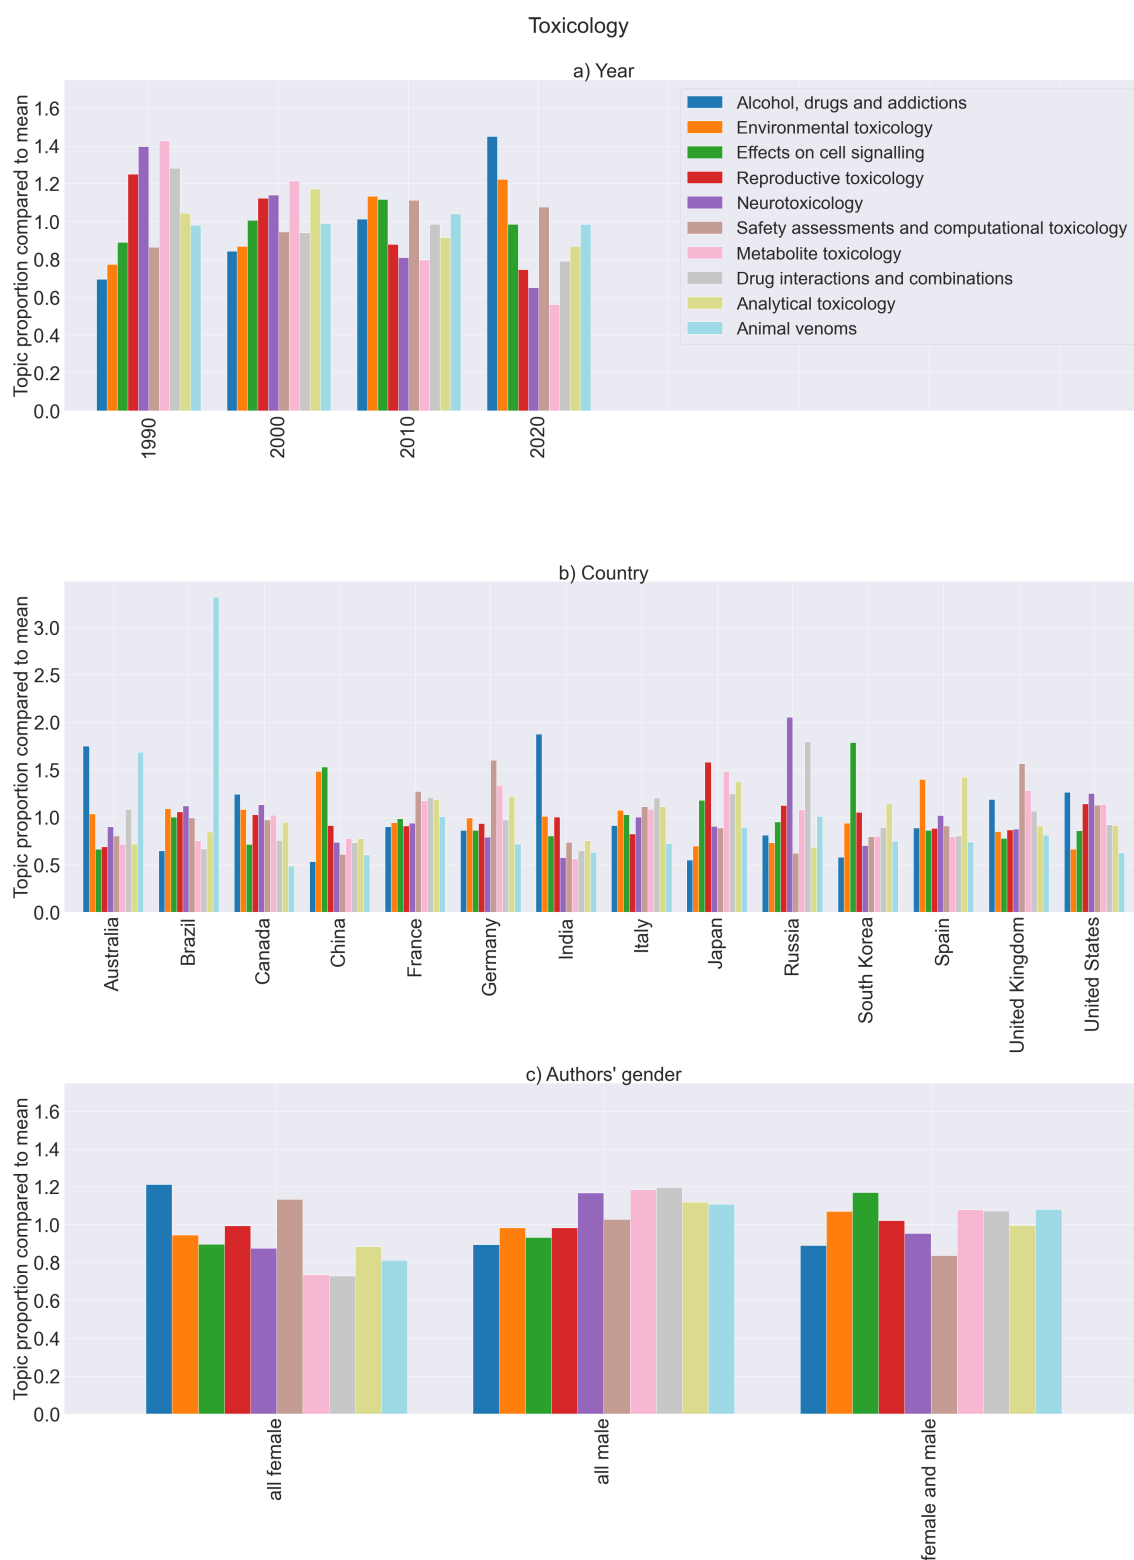 Toxicology
a) Year
Topic proportion compared to mean
1.6
1.4
1.2
1.0
0.8
0.6
0.4
0.2
0.0
Alcohol, drugs and addictions
Environmental toxicology
Effects on cell signalling
Reproductive toxicology
Neurotoxicology
Safety assessments and computational toxicology
Metabolite toxicology
Drug interactions and combinations
Analytical toxicology
Animal venoms
1990
2000
2010
2020
b) Country
Topic proportion compared to mean
3.0
2.5
2.0
1.5
1.0
0.5
0.0
Australia
Brazil
Canada
China
France
Germany
India
Italy
Japan
Russia
South Korea
Spain
United Kingdom
United States
c) Authors' gender
Topic proportion compared to mean
1.6
1.4
1.2
1.0
0.8
0.6
0.4
0.2
0.0
all female
all male
female and male